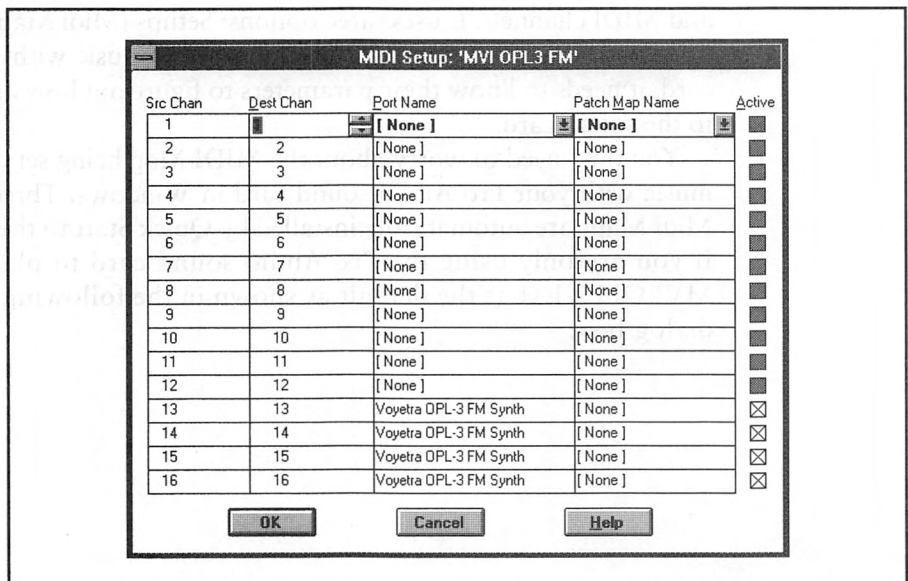 MIDI Setup: 'MVI OPL3 FM'
Src Chan Dest Chan Port Name Patch Map Name Active
1 [ None ] [ None ]
2 2 [ None ] [ None ]
3 3 [ None ] [ None ]
4 4 [ None ] [ None ]
5 5 [ None ] [ None ]
6 6 [ None ] [ None ]
7 7 [ None ] [ None ]
8 8 [ None ] [ None ]
9 9 [ None ] [ None ]
10 10 [ None ] [ None ]
11 11 [ None ] [ None ]
12 12 [ None ] [ None ]
13 13 Voyetra OPL-3 FM Synth [ None ]
14 14 Voyetra OPL-3 FM Synth [ None ]
15 15 Voyetra OPL-3 FM Synth [ None ]
16 16 Voyetra OPL-3 FM Synth [ None ]
OK Cancel Help